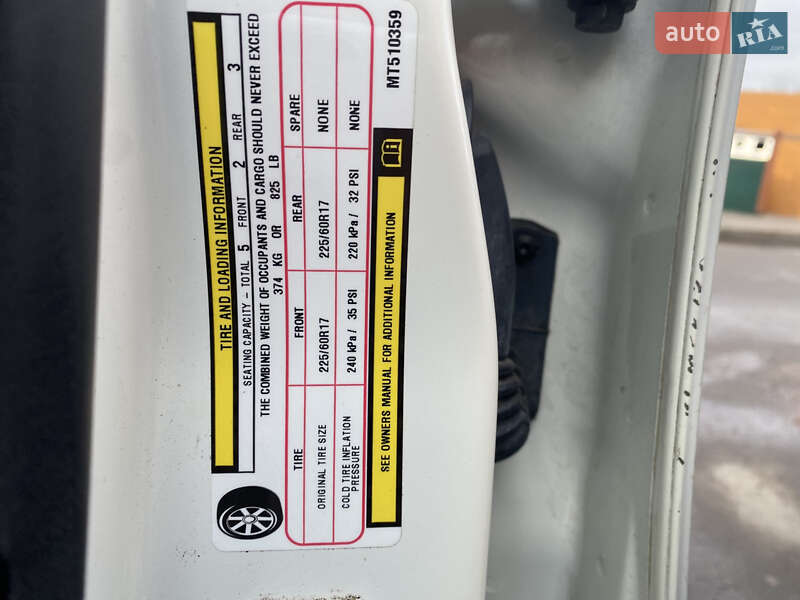 TIRE AND LOADING INFORMATION
SEATING CAPACITY - TOTAL 5 FRONT 2 REAR 3
THE COMBINED WEIGHT OF OCCUPANTS AND CARGO SHOULD NEVER EXCEED
374 KG OR 825 LB
TIRE FRONT REAR SPARE
ORIGINAL TIRE SIZE 225/60R17 225/60R17 NONE
COLD TIRE INFLATION PRESSURE 240 kPa / 35 PSI 220 kPa / 32 PSI NONE
SEE OWNERS MANUAL FOR ADDITIONAL INFORMATION
MT510359
auto RIA .com